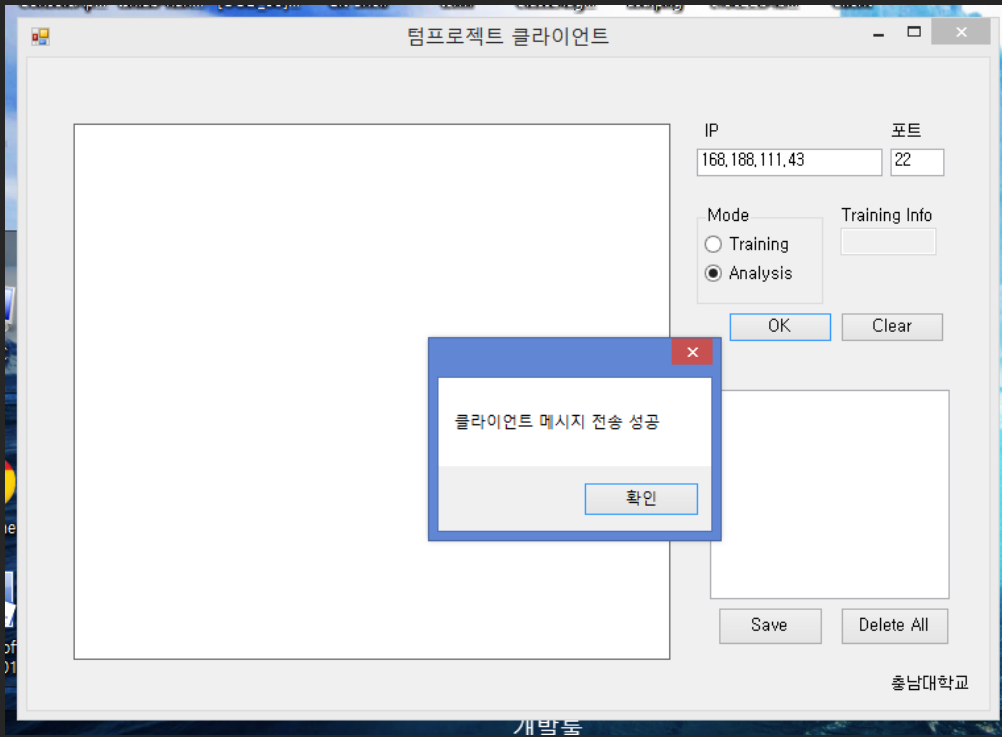 텀프로젝트 클라이언트
IP
포트
168,188,111,43
22
Mode
Training Info
Training
Analysis
OK
Clear
클라이언트 메시지 전송 성공
확인
Save
Delete All
충남대학교
개발툴